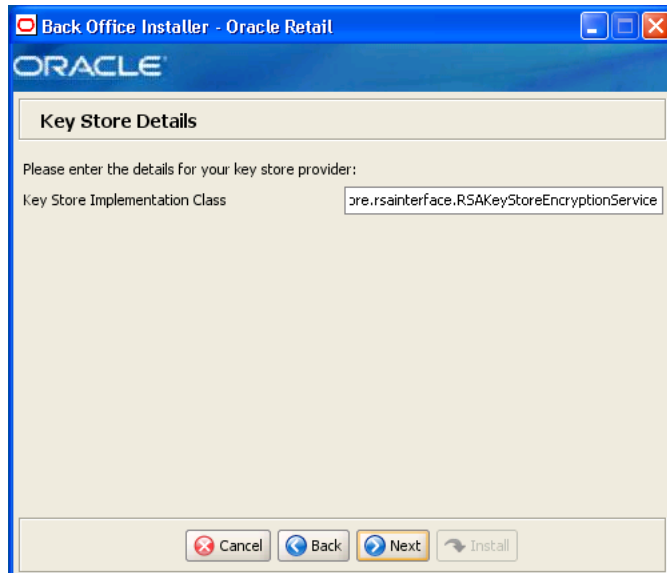 Back Office Installer - Oracle Retail
ORACLE
Key Store Details
Please enter the details for your key store provider:
Key Store Implementation Class
ore.rsainterface.RSAKeyStoreEncryptionService
Cancel Back Next Install